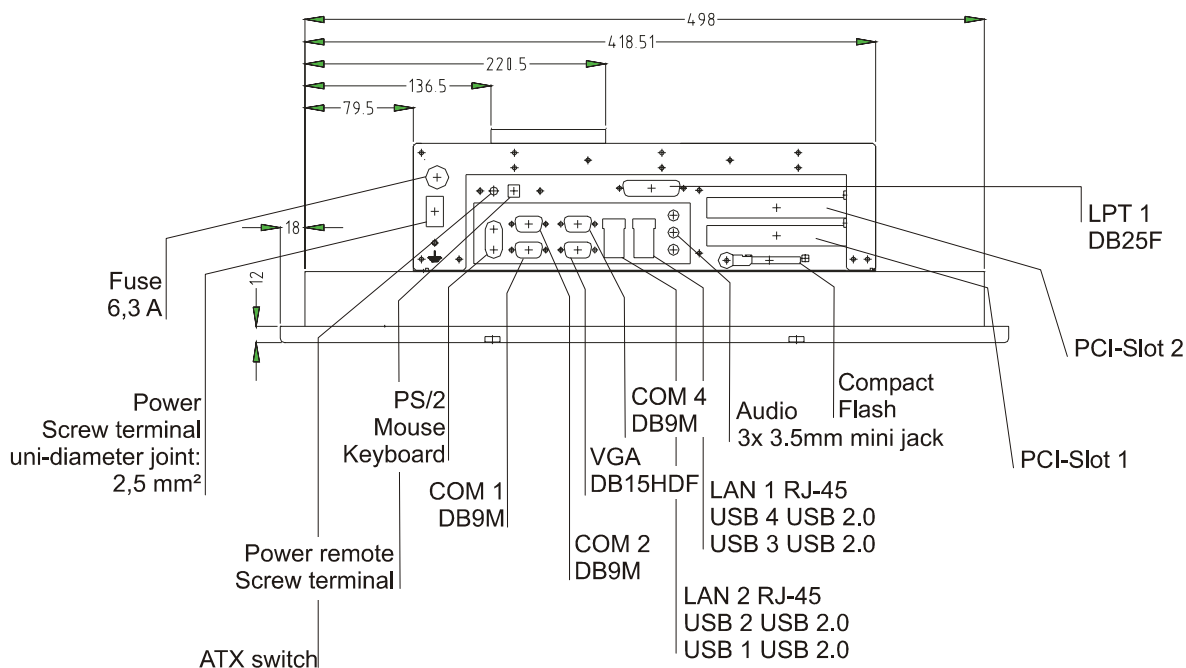 498
418.51
220.5
136.5
79.5
18
12
LPT 1
DB25F
Fuse
6,3 A
PCI-Slot 2
Power
Screw terminal
uni-diameter joint:
2,5 mm²
PS/2
Mouse
Keyboard
COM 4
DB9M
Audio
3x 3.5mm mini jack
Compact
Flash
PCI-Slot 1
VGA
DB15HDF
COM 1
DB9M
LAN 1 RJ-45
USB 4 USB 2.0
USB 3 USB 2.0
COM 2
DB9M
Power remote
Screw terminal
LAN 2 RJ-45
USB 2 USB 2.0
USB 1 USB 2.0
ATX switch